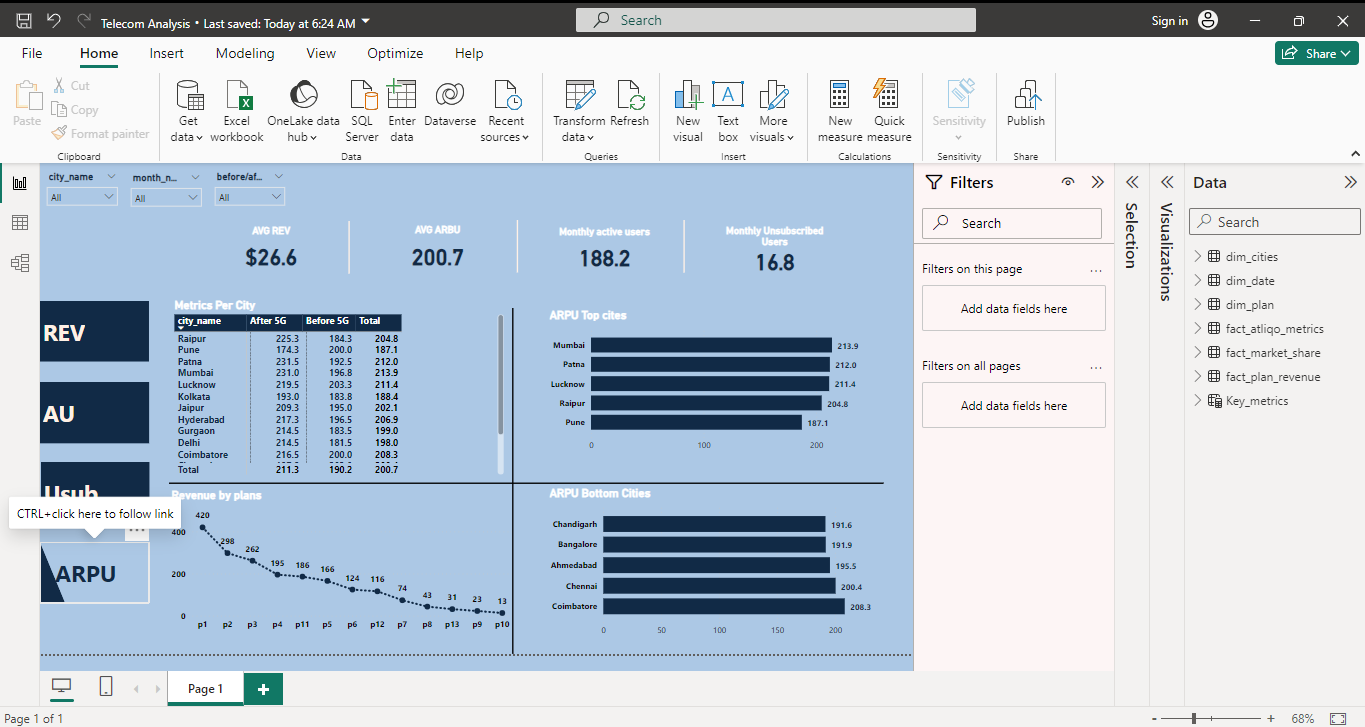 Telecom Analysis • Last saved: Today at 6:24 AM
Search
Sign in
File Home Insert Modeling View Optimize Help
Share
Paste
Cut
Copy
Format painter
Clipboard
Get data
Excel workbook
OneLake data hub
SQL Server
Enter data
Dataverse
Recent sources
Data
Transform data
Refresh
Queries
New visual
Text box
More visuals
Insert
New measure
Quick measure
Calculations
Sensitivity
Sensitivity
Publish
Share
city_name
All
month_n...
All
before/af...
All
AVG REV
$26.6
AVG ARBU
200.7
Monthly active users
188.2
Monthly Unsubscribed
Users
16.8
REV
AU
Usub
CTRL+click here to follow link
ARPU
Metrics Per City
city_name After 5G Before 5G Total
Raipur 225.3 184.3 204.8
Pune 174.3 200.0 187.1
Patna 231.5 192.5 212.0
Mumbai 231.0 196.8 213.9
Lucknow 219.5 203.3 211.4
Kolkata 193.0 183.8 188.4
Jaipur 209.3 195.0 202.1
Hyderabad 217.3 196.5 206.9
Gurgaon 214.5 183.5 199.0
Delhi 214.5 181.5 198.0
Coimbatore 216.5 200.0 208.3
Total 211.3 190.2 200.7
ARPU Top cites
Mumbai 213.9
Patna 212.0
Lucknow 211.4
Raipur 204.8
Pune 187.1
0 100 200
Revenue by plans
400
200
0
420 298 262 195 186 166 124 116 74 43 31 23 13
p1 p2 p3 p4 p11 p5 p6 p12 p7 p8 p13 p9 p10
ARPU Bottom Cities
Chandigarh 191.6
Bangalore 191.9
Ahmedabad 195.5
Chennai 200.4
Coimbatore 208.3
0 50 100 150 200
Filters
Search
Filters on this page ...
Add data fields here
Filters on all pages ...
Add data fields here
Selection
Visualizations
Data
Search
dim_cities
dim_date
dim_plan
fact_atliqo_metrics
fact_market_share
fact_plan_revenue
Key_metrics
Page 1
+
Page 1 of 1
- + 68%